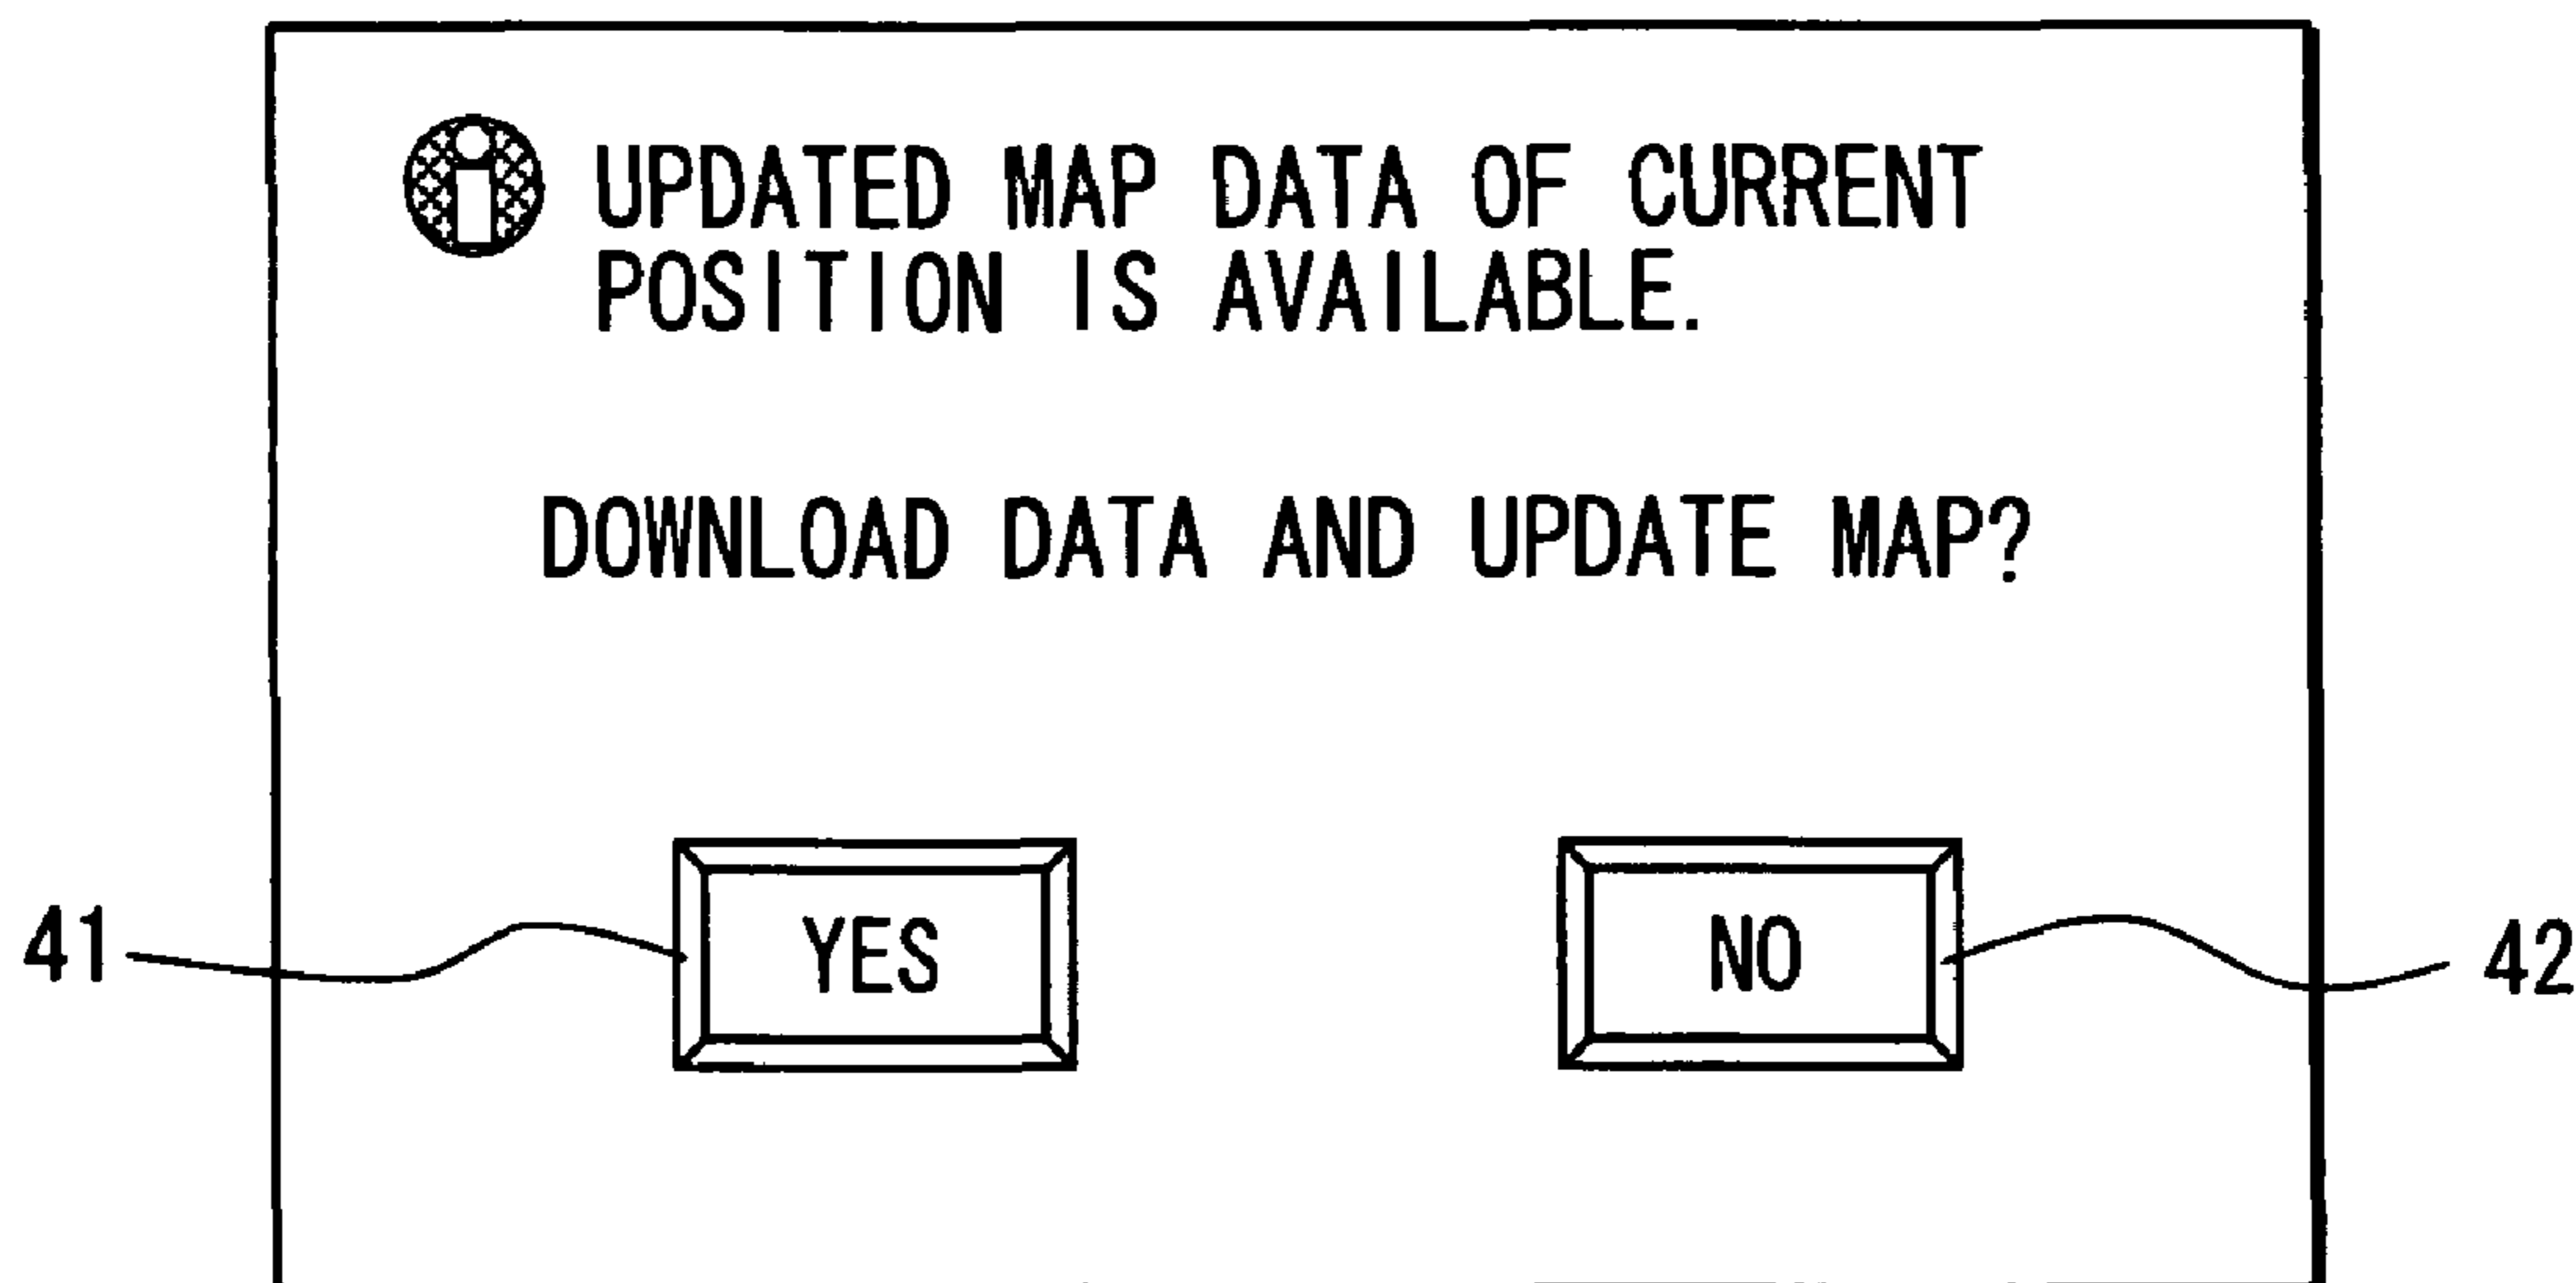 UPDATED MAP DATA OF CURRENT
POSITION IS AVAILABLE.
DOWNLOAD DATA AND UPDATE MAP?
41 YES NO 42